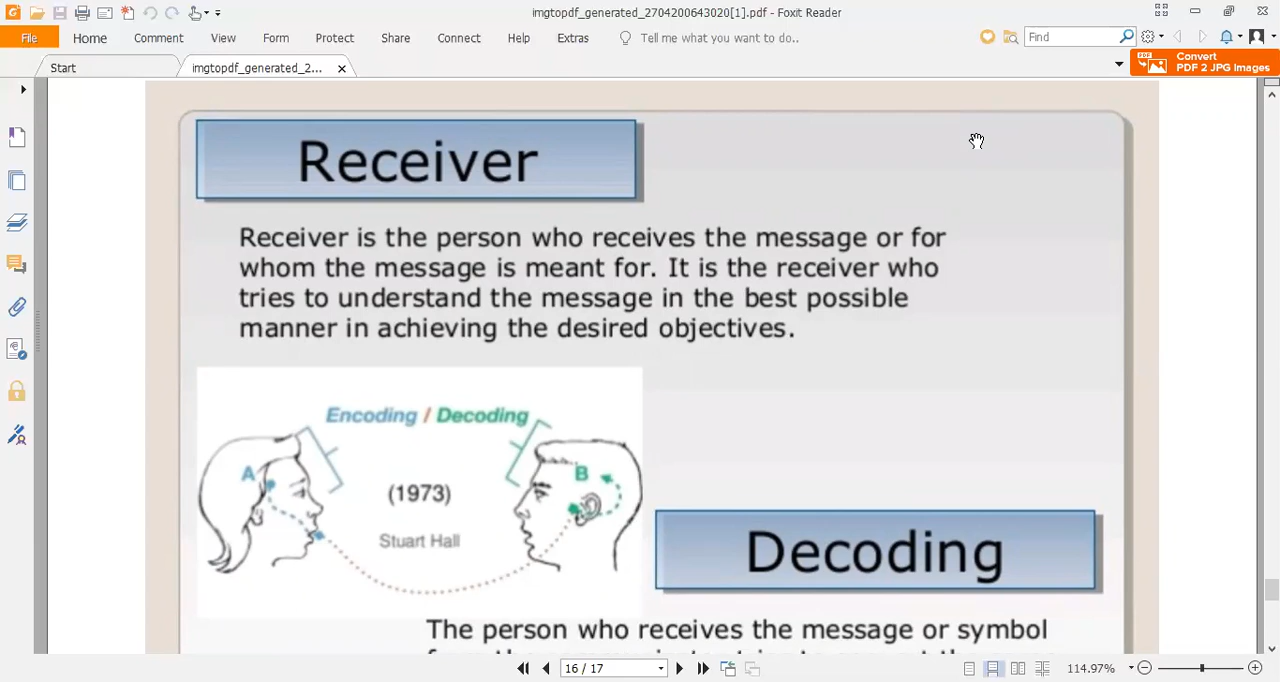 imgtopdf_generated_2704200643020[1].pdf - Foxit Reader
File Home Comment View Form Protect Share Connect Help Extras Tell me what you want to do.. Find
Start imgtopdf_generated_2...
Convert
PDF 2 JPG Images
Receiver
Receiver is the person who receives the message or for
whom the message is meant for. It is the receiver who
tries to understand the message in the best possible
manner in achieving the desired objectives.
Encoding / Decoding
A
B
(1973)
Stuart Hall
Decoding
The person who receives the message or symbol
16 / 17
114.97%